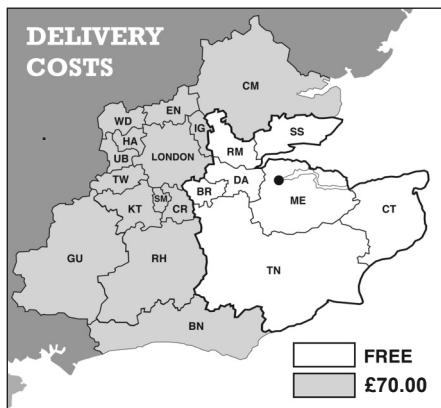 DELIVERY
COSTS
CM
EN
WD
IG
HA
SS
UB
LONDON
RM
TW
DA
BR
SM
ME
KT
CR
CT
GU
RH
TN
BN
FREE
£70.00